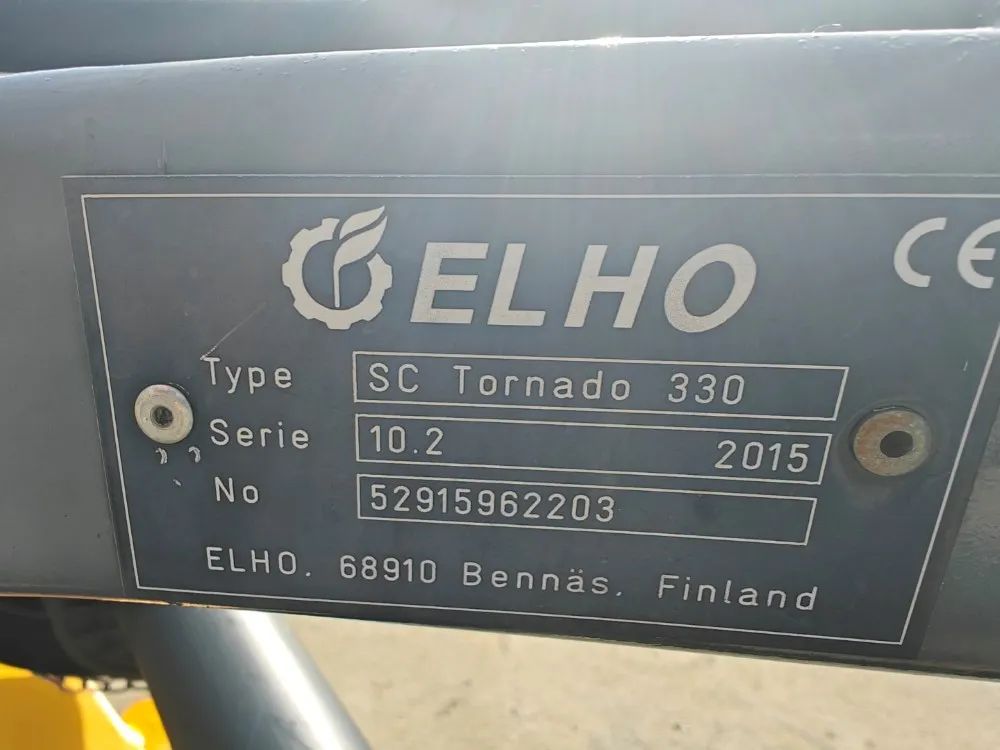 ELHO CE
Type SC Tornado 330
Serie 10.2 2015
No 52915962203
ELHO. 68910 Bennäs. Finland